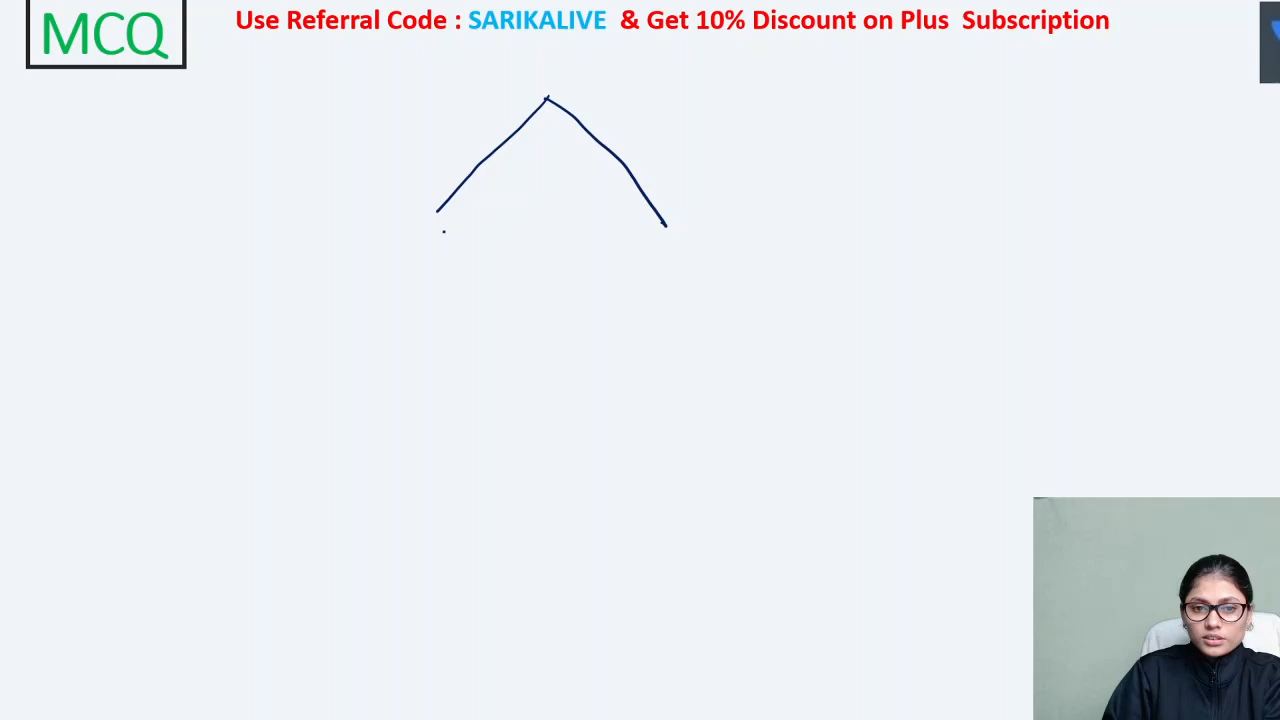 MCQ
Use Referral Code : SARIKALIVE & Get 10% Discount on Plus Subscription